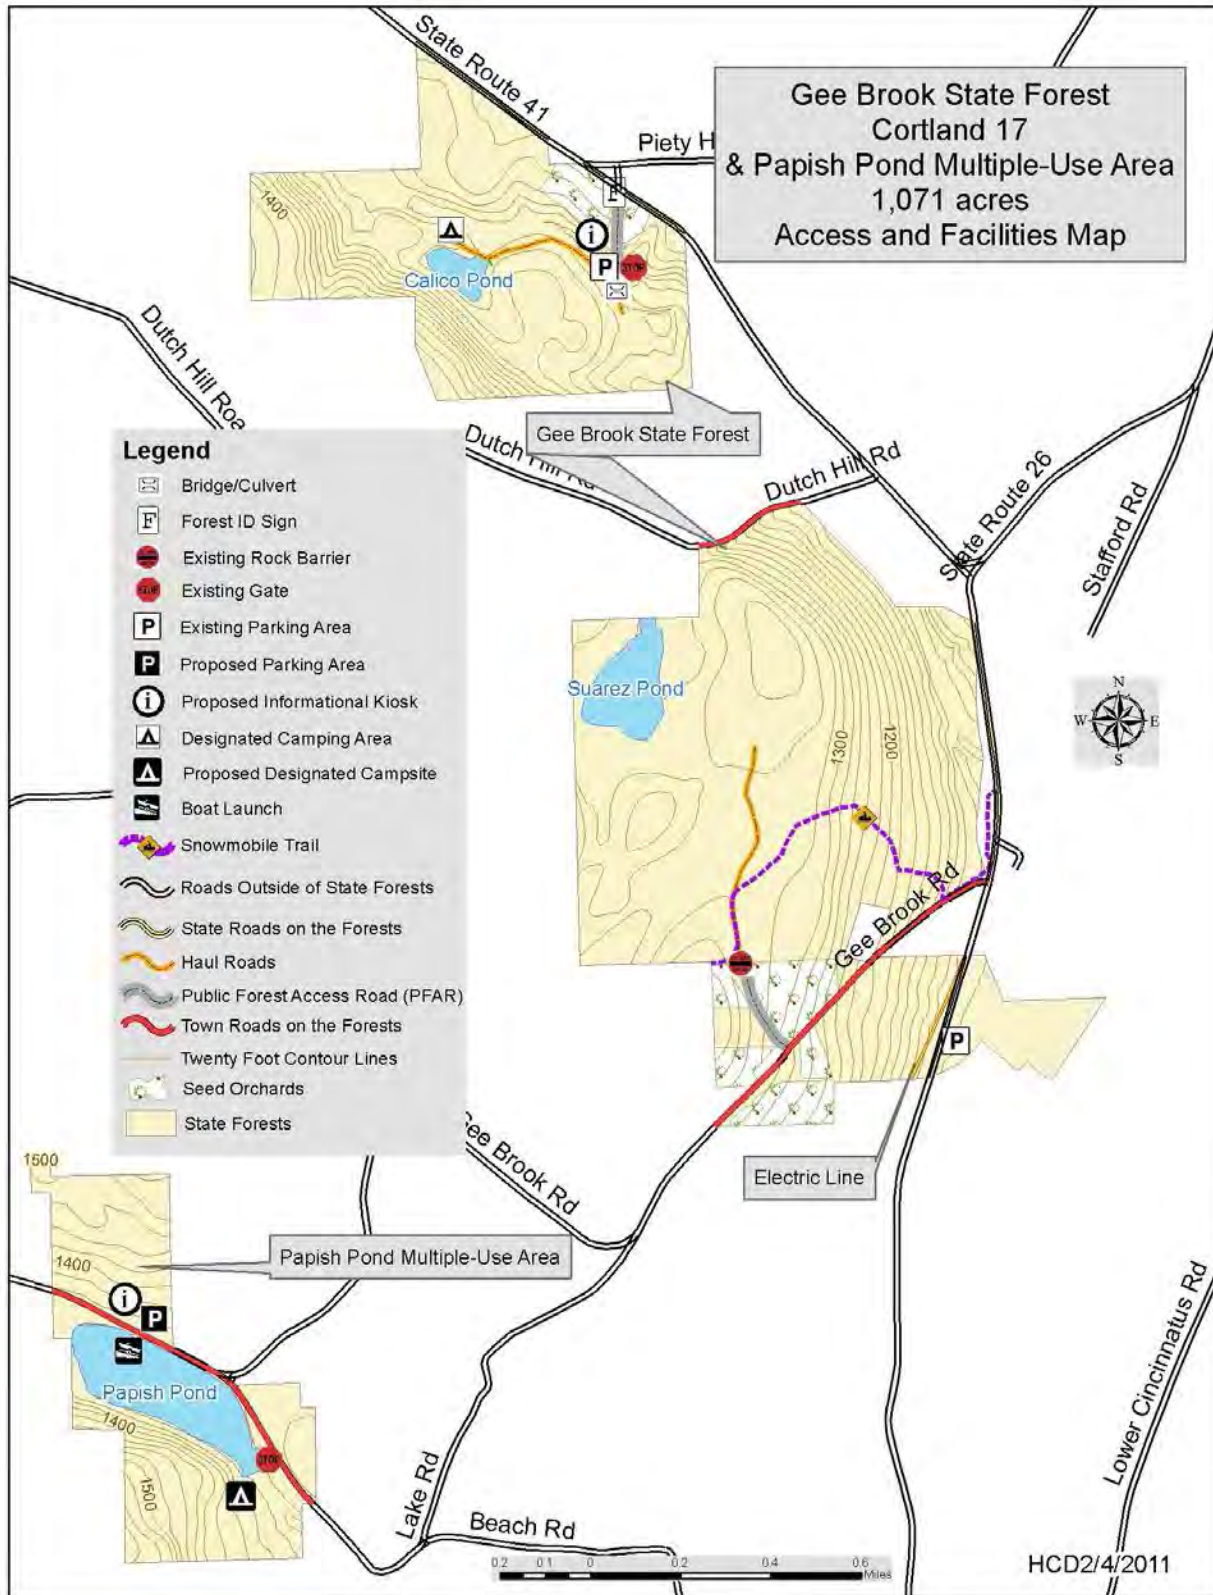 State Route 41
Piety H
Gee Brook State Forest
Cortland 17
& Papish Pond Multiple-Use Area
1,071 acres
Access and Facilities Map
1400
F
i
P
STOP
Calico Pond
Dutch Hill Roa
Gee Brook State Forest
Dutch Hill Rd
Dutch Hill Rd
State Route 26
Stafford Rd
Legend
Bridge/Culvert
F Forest ID Sign
Existing Rock Barrier
STOP Existing Gate
P Existing Parking Area
P Proposed Parking Area
i Proposed Informational Kiosk
Designated Camping Area
Proposed Designated Campsite
Boat Launch
Snowmobile Trail
Roads Outside of State Forests
State Roads on the Forests
Haul Roads
Public Forest Access Road (PFAR)
Town Roads on the Forests
Twenty Foot Contour Lines
Seed Orchards
State Forests
Suarez Pond
N
W E
S
1300
1200
Gee Brook Rd
P
Electric Line
ee Brook Rd
1500
1400
Papish Pond Multiple-Use Area
i
P
Papish Pond
1400
STOP
1500
Lake Rd
Beach Rd
Lower Cincinnatus Rd
0.2 0.1 0 0.2 0.4 0.6
Miles
HCD2/4/2011